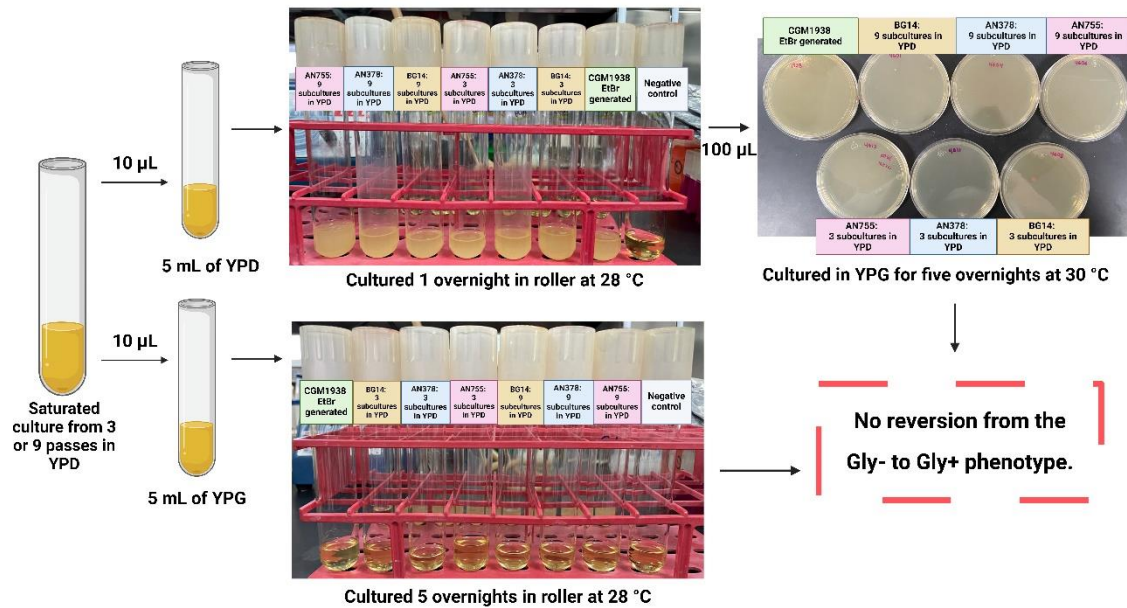 10 µL
5 mL of YPD
AN755:
9
subcultures
in YPD
AN378:
9
subcultures
in YPD
BG14:
9
subcultures
in YPD
AN755:
3
subcultures
in YPD
AN378:
3
subcultures
in YPD
BG14:
3
subcultures
in YPD
CGM1938
EtBr
generated
Negative
control
Cultured 1 overnight in roller at 28 °C
100 µL
CGM1938
EtBr generated
BG14:
9 subcultures
in YPD
AN378:
9 subcultures
in YPD
AN755:
9 subcultures
in YPD
AN755:
3 subcultures
in YPD
AN378:
3 subcultures
in YPD
BG14:
3 subcultures
in YPD
Cultured in YPG for five overnights at 30 °C
Saturated
culture from 3
or 9 passes in
YPD
10 µL
5 mL of YPG
CGM1938
EtBr
generated
BG14:
3
subcultures
in YPD
AN378:
3
subcultures
in YPD
AN755:
3
subcultures
in YPD
BG14:
9
subcultures
in YPD
AN378:
9
subcultures
in YPD
AN755:
9
subcultures
in YPD
Negative
control
Cultured 5 overnights in roller at 28 °C
No reversion from the
Gly- to Gly+ phenotype.